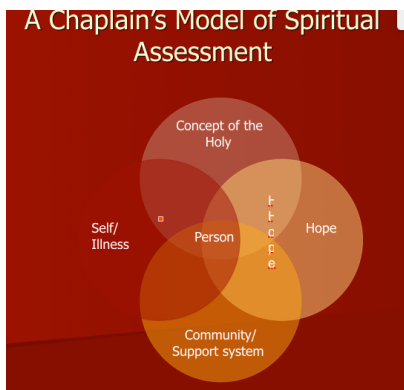 A Chaplain's Model of Spiritual
Assessment
Concept of the
Holy
Self/
Illness
Person
H
H
o
p
e
Hope
Community/
Support system